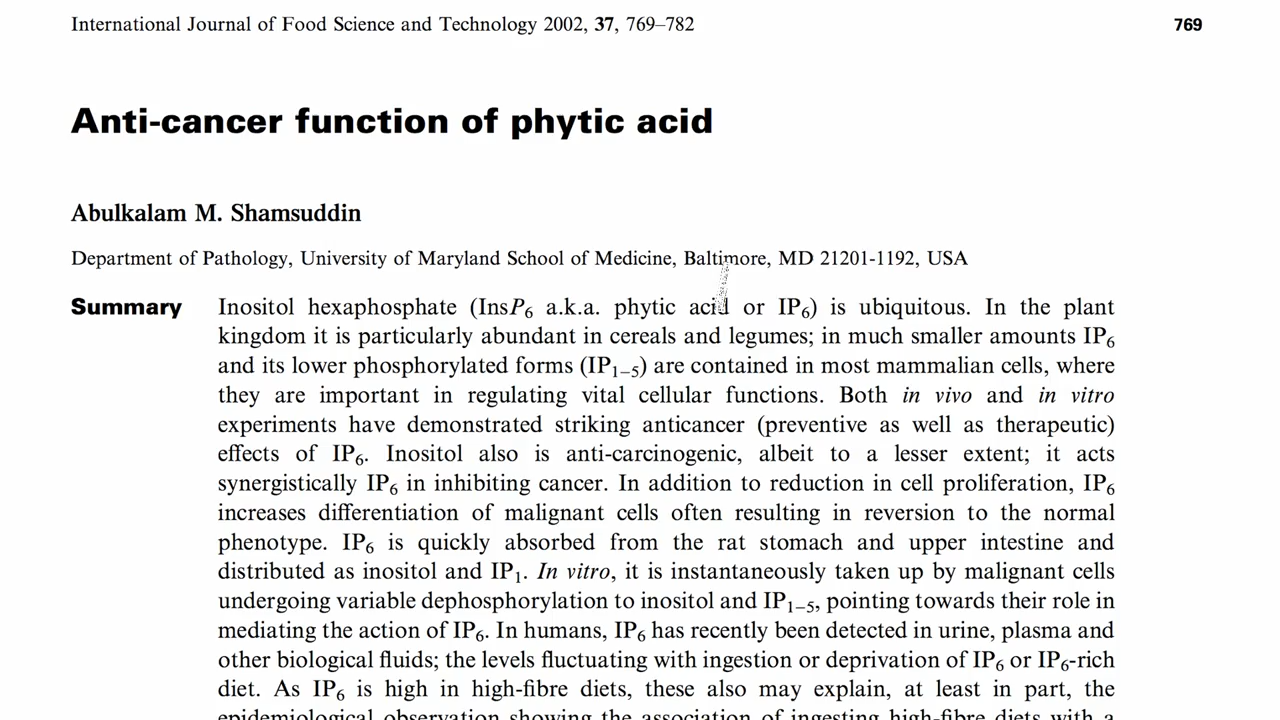 International Journal of Food Science and Technology 2002, 37, 769–782
769
Anti-cancer function of phytic acid
Abulkalam M. Shamsuddin
Department of Pathology, University of Maryland School of Medicine, Baltimore, MD 21201-1192, USA
Summary Inositol hexaphosphate (InsP6 a.k.a. phytic acid or IP6) is ubiquitous. In the plant
kingdom it is particularly abundant in cereals and legumes; in much smaller amounts IP6
and its lower phosphorylated forms (IP1–5) are contained in most mammalian cells, where
they are important in regulating vital cellular functions. Both in vivo and in vitro
experiments have demonstrated striking anticancer (preventive as well as therapeutic)
effects of IP6. Inositol also is anti-carcinogenic, albeit to a lesser extent; it acts
synergistically IP6 in inhibiting cancer. In addition to reduction in cell proliferation, IP6
increases differentiation of malignant cells often resulting in reversion to the normal
phenotype. IP6 is quickly absorbed from the rat stomach and upper intestine and
distributed as inositol and IP1. In vitro, it is instantaneously taken up by malignant cells
undergoing variable dephosphorylation to inositol and IP1–5, pointing towards their role in
mediating the action of IP6. In humans, IP6 has recently been detected in urine, plasma and
other biological fluids; the levels fluctuating with ingestion or deprivation of IP6 or IP6-rich
diet. As IP6 is high in high-fibre diets, these also may explain, at least in part, the
epidemiological observation showing the association of ingesting high-fibre diets with a